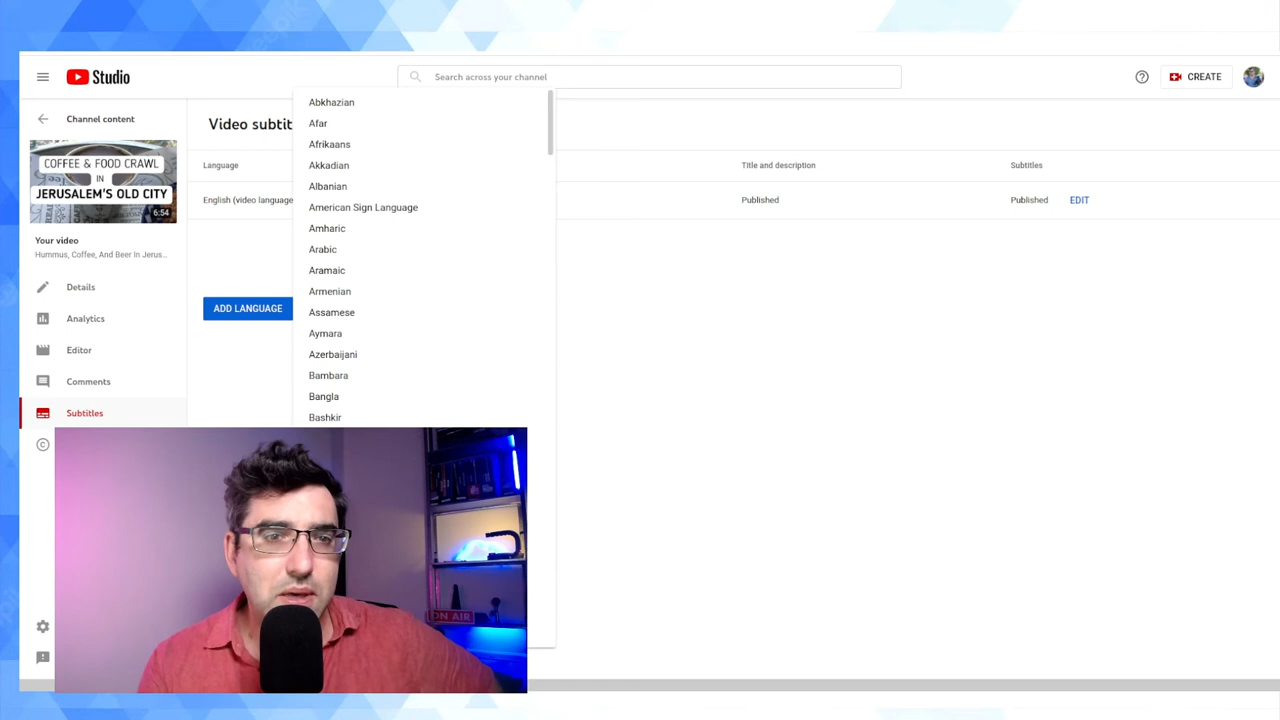 Studio
Search across your channel
CREATE
Channel content
COFFEE & FOOD CRAWL
IN
JERUSALEM'S OLD CITY
6:54
Your video
Hummus, Coffee, And Beer In Jerus...
Details
Analytics
Editor
Comments
Subtitles
Video subtit
Language
Title and description
Subtitles
English (video language
Published
Published
EDIT
ADD LANGUAGE
Abkhazian
Afar
Afrikaans
Akkadian
Albanian
American Sign Language
Amharic
Arabic
Aramaic
Armenian
Assamese
Aymara
Azerbaijani
Bambara
Bangla
Bashkir
ON AIR